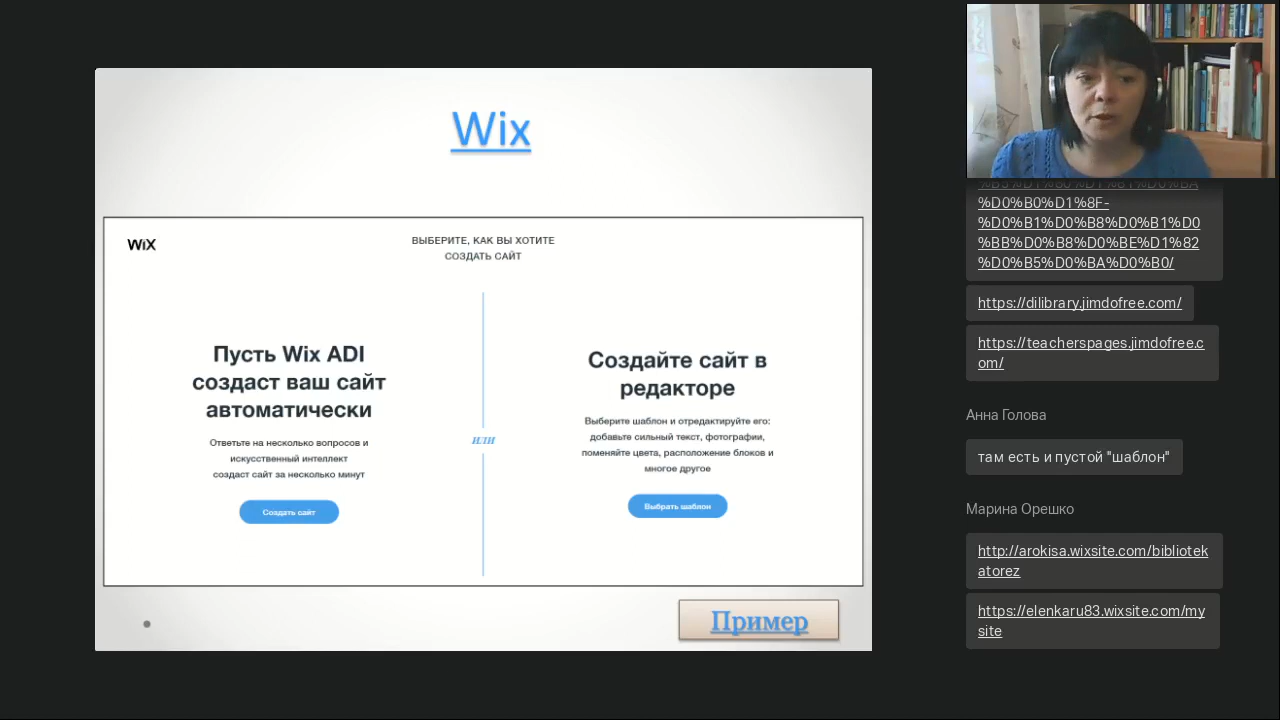 Wix
WiX
ВЫБЕРИТЕ, КАК ВЫ ХОТИТЕ
СОЗДАТЬ САЙТ
Пусть Wix ADI
создаст ваш сайт
автоматически
Ответьте на несколько вопросов и
искусственный интеллект
создаст сайт за несколько минут
Создать сайт
или
Создайте сайт в
редакторе
Выберите шаблон и отредактируйте его:
добавьте сильный текст, фотографии,
поменяйте цвета, расположение блоков и
многое другое
Выбрать шаблон
Пример
%D0%B0%D1%8F-
%D0%B1%D0%B8%D0%B1%D0
%BB%D0%B8%D0%BE%D1%82
%D0%B5%D0%BA%D0%B0/
https://dilibrary.jimdofree.com/
https://teacherspages.jimdofree.c
om/
Анна Голова
там есть и пустой "шаблон"
Марина Орешко
http://arokisa.wixsite.com/bibliotek
atorez
https://elenkaru83.wixsite.com/my
site